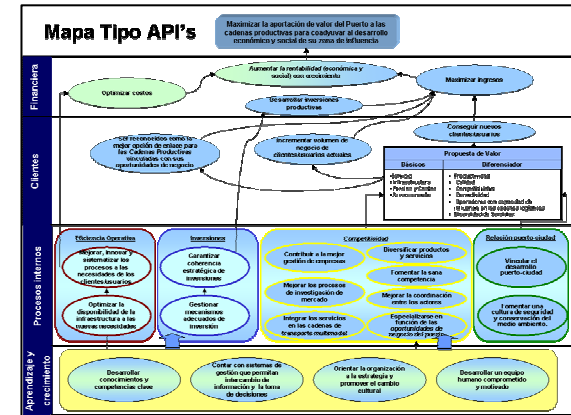 Mapa Tipo API's
Maximizar la aportación de valor del Puerto a las
cadenas productivas para coadyuvar al desarrollo
económico y social de su zona de influencia
Financiera
Aumentar la rentabilidad (económica y
social) con crecimiento
Optimizar costos
Maximizar ingresos
Desarrollar inversiones
productivas
Clientes
Ser reconocidos como la
mejor opción de enlace para
las Cadenas Productivas
vinculadas con sus
oportunidades de negocio
Incrementar volumen de
negocio de
clientes/usuarios actuales
Conseguir nuevos
clientes/usuarios
Propuesta de Valor
Básicos
Diferenciador
Procesos internos
Eficiencia Operativa
Mejorar, innovar y
sistematizar los
procesos a las
necesidades de los
clientes/usuarios
Optimizar la
disponibilidad de la
infraestructura a las
nuevas necesidades
Inversiones
Garantizar
coherencia
estratégica de
inversiones
Gestionar
mecanismos
adecuados de
inversión
Competitividad
Contribuir a la mejor
gestión de empresas
Diversificar productos
y servicios
Fomentar la sana
competencia
Mejorar los procesos
de investigación de
mercado
Mejorar la coordinación
entre los actores
Integrar los servicios
en las cadenas de
transporte multimodal
Especializarse en
función de las
oportunidades de
negocio del puerto
Relación puerto-ciudad
Vincular el
desarrollo
puerto-ciudad
Fomentar una
cultura de seguridad
y conservación del
medio ambiente.
Aprendizaje y
crecimiento
Desarrollar
conocimientos y
competencias clave
Contar con sistemas de
gestión que permitan
intercambio de
información y la toma
de decisiones
Orientar la organización
a la estrategia y
promover el cambio
cultural
Desarrollar un equipo
humano comprometido
y motivado